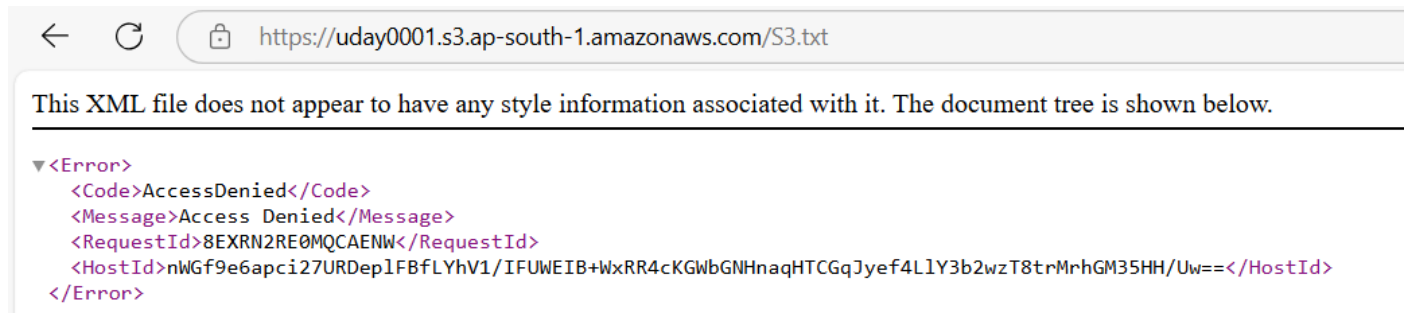 https://uday0001.s3.ap-south-1.amazonaws.com/S3.txt
This XML file does not appear to have any style information associated with it. The document tree is shown below.
▼<Error>
<Code>AccessDenied</Code>
<Message>Access Denied</Message>
<RequestId>8EXRN2RE0MQCAENW</RequestId>
<HostId>nWGf9e6apci27URDeplFBfLYhV1/IFUWEIB+WxRR4cKGWbGNHnaqHTCGqJyef4LlY3b2wzT8trMrhGM35HH/Uw==</HostId>
</Error>